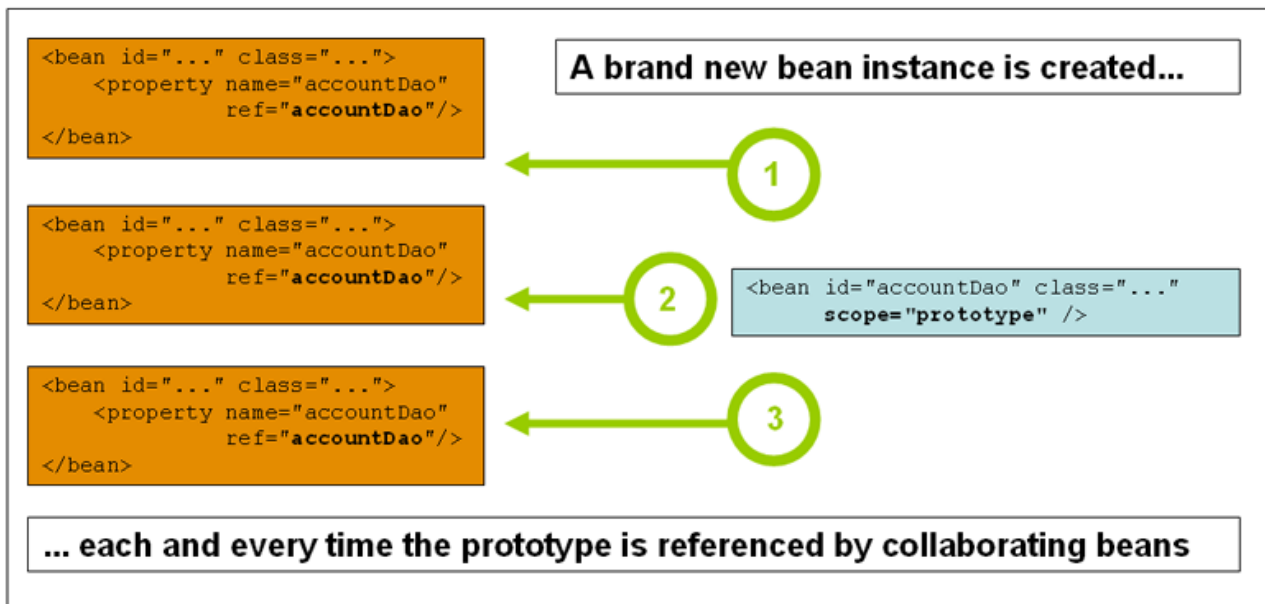 <bean id="..." class="...">
    <property name="accountDao"
              ref="accountDao"/>
</bean>
A brand new bean instance is created...
1
<bean id="..." class="...">
    <property name="accountDao"
              ref="accountDao"/>
</bean>
2
<bean id="accountDao" class="..."
      scope="prototype" />
<bean id="..." class="...">
    <property name="accountDao"
              ref="accountDao"/>
</bean>
3
... each and every time the prototype is referenced by collaborating beans